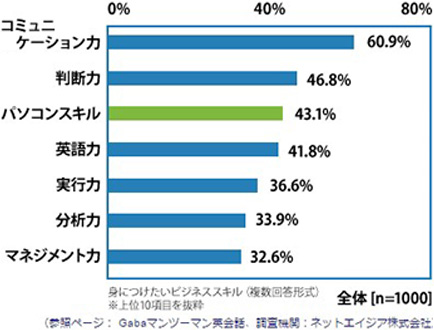 0% 40% 80%
コミュニ
ケーション力 60.9%
判断力 46.8%
パソコンスキル 43.1%
英語力 41.8%
実行力 36.6%
分析力 33.9%
マネジメント力 32.6%
身につけたいビジネススキル（複数回答形式）
※上位10項目を抜粋
全体 [n=1000]
(参照ページ： Gabaマンツーマン英会話、調査機関：ネットエイジア株式会社)